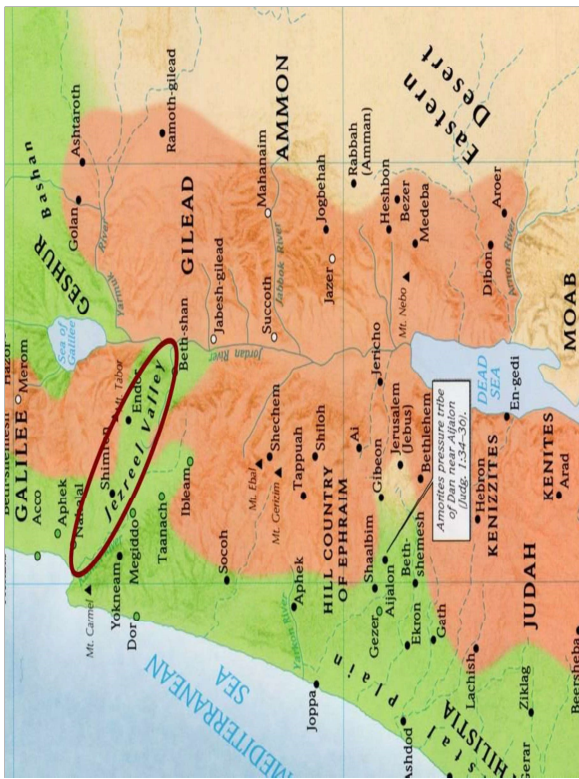 Hazor
Merom
GALILEE
Acco
Aphek
Nahalal
Shimron
Jezreel Valley
Endor
Mt. Tabor
Sea of
Galilee
GESHUR
Bashan
Golan
Ashtaroth
Yarmuk
River
Ramoth-gilead
Mt. Carmel
Yokneam
Dor
Megiddo
Taanach
Ibleam
Beth-shan
GILEAD
Jabesh-gilead
Jordan
River
Succoth
Mahanaim
Jabbok River
AMMON
MEDITERRANEAN
SEA
Socoh
Mt. Ebal
Shechem
Mt. Gerizim
Tappuah
Shiloh
Yarkon River
Aphek
HILL COUNTRY
OF EPHRAIM
Joppa
Ai
Jogbehah
Jazer
Rabbah
(Amman)
Eastern
Desert
Shaalbim
Gibeon
Jericho
Gezer
Aijalon
Jerusalem
(Jebus)
Mt. Nebo
Heshbon
Bezer
Medeba
Beth-
shemesh
Ekron
Bethlehem
Amorites pressure tribe
of Dan near Aijalon
(Judg. 1:34–36).
stal
Plain
Ashdod
Gath
HILISTIA
Lachish
Hebron
KENIZZITES
DEAD
SEA
En-gedi
Dibon
Aroer
Arnon River
MOAB
JUDAH
Ziklag
Gerar
KENITES
Arad
Beersheba